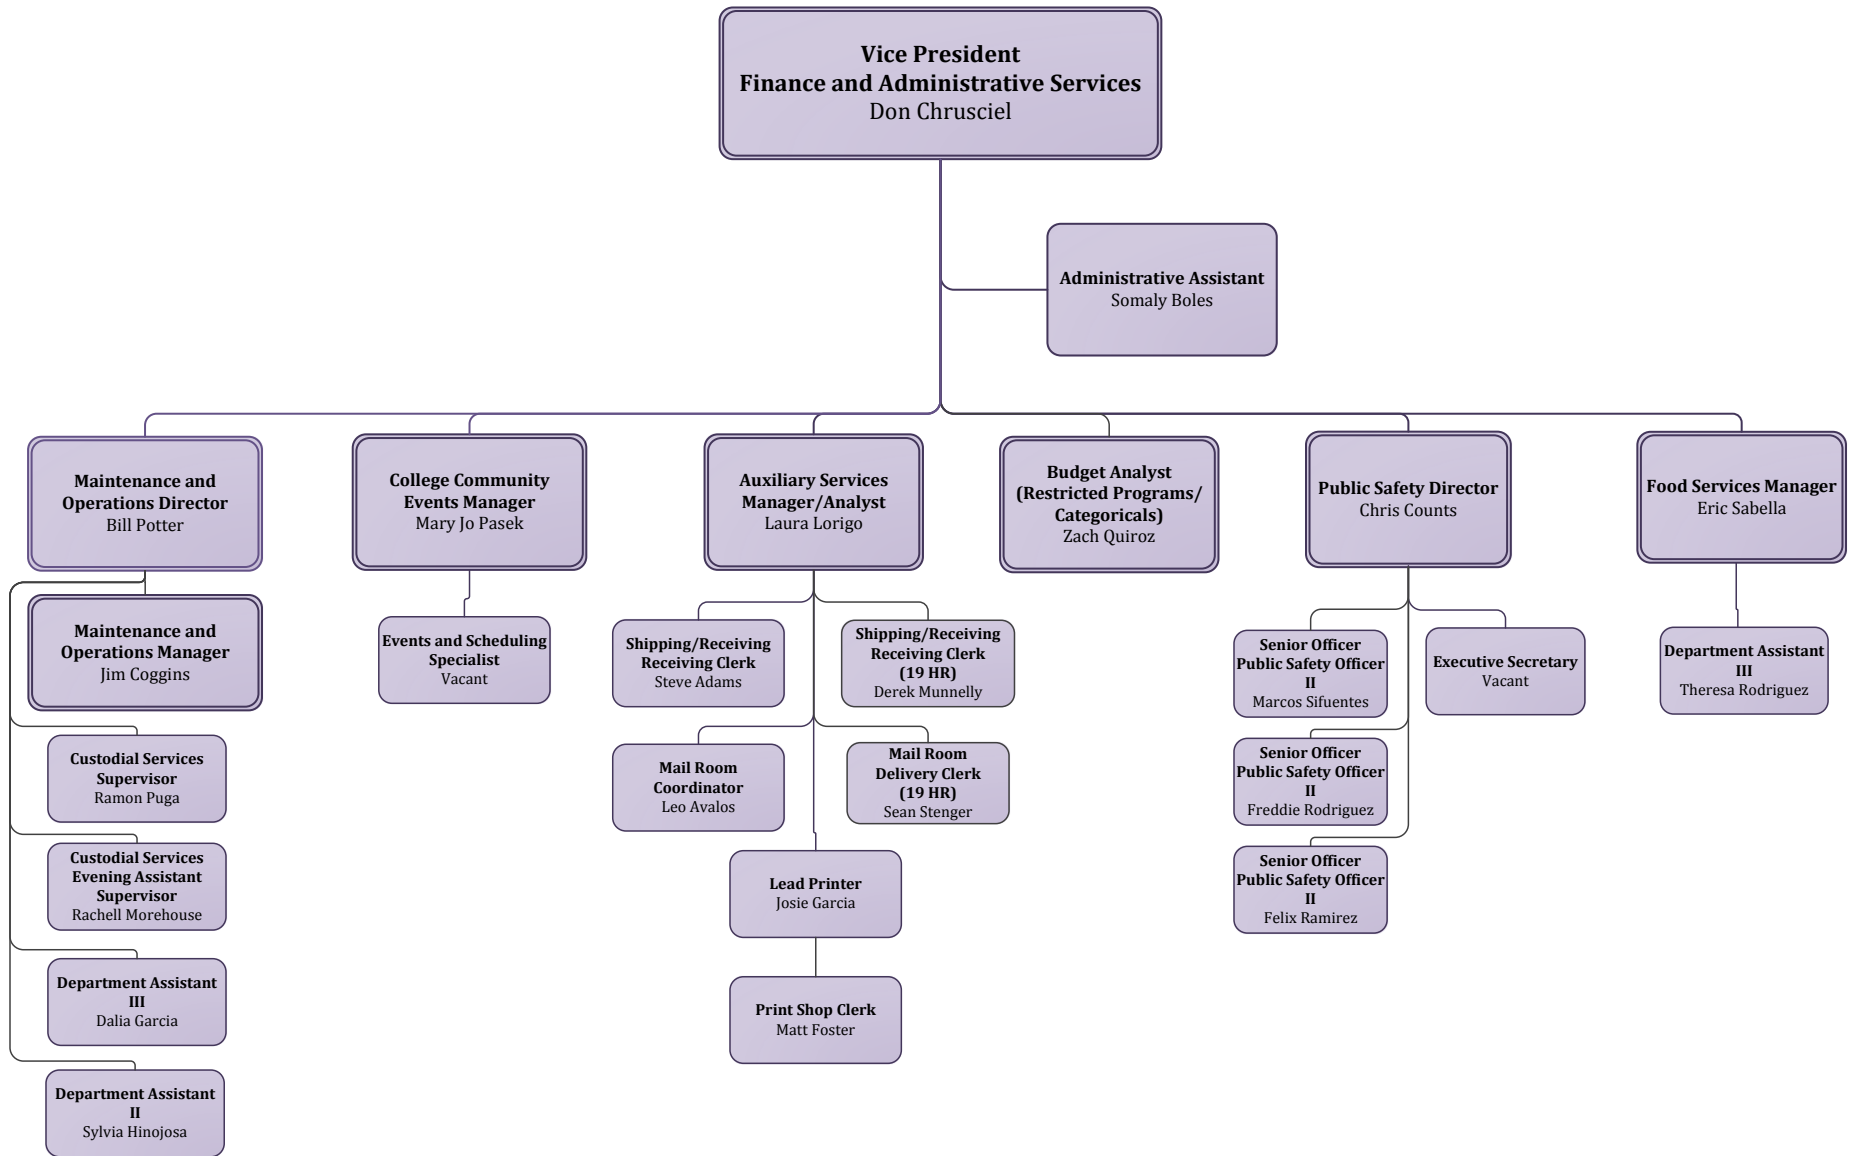 Vice President
Finance and Administrative Services
Don Chrusciel
Administrative Assistant
Somaly Boles
Maintenance and
Operations Director
Bill Potter
College Community
Events Manager
Mary Jo Pasek
Auxiliary Services
Manager/Analyst
Laura Lorigo
Budget Analyst
(Restricted Programs/
Categoricals)
Zach Quiroz
Public Safety Director
Chris Counts
Food Services Manager
Eric Sabella
Maintenance and
Operations Manager
Jim Coggins
Events and Scheduling
Specialist
Vacant
Shipping/Receiving
Receiving Clerk
Steve Adams
Shipping/Receiving
Receiving Clerk
(19 HR)
Derek Munnelly
Senior Officer
Public Safety Officer
II
Marcos Sifuentes
Executive Secretary
Vacant
Department Assistant
III
Theresa Rodriguez
Custodial Services
Supervisor
Ramon Puga
Mail Room
Coordinator
Leo Avalos
Mail Room
Delivery Clerk
(19 HR)
Sean Stenger
Senior Officer
Public Safety Officer
II
Freddie Rodriguez
Custodial Services
Evening Assistant
Supervisor
Rachell Morehouse
Lead Printer
Josie Garcia
Senior Officer
Public Safety Officer
II
Felix Ramirez
Department Assistant
III
Dalia Garcia
Print Shop Clerk
Matt Foster
Department Assistant
II
Sylvia Hinojosa